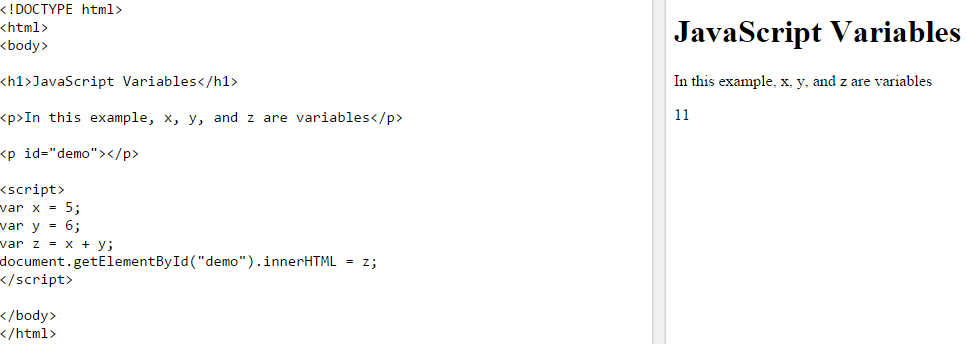 <!DOCTYPE html>
<html>
<body>
<h1>JavaScript Variables</h1>
<p>In this example, x, y, and z are variables</p>
<p id="demo"></p>
<script>
var x = 5;
var y = 6;
var z = x + y;
document.getElementById("demo").innerHTML = z;
</script>
</body>
</html>
JavaScript Variables
In this example, x, y, and z are variables
11